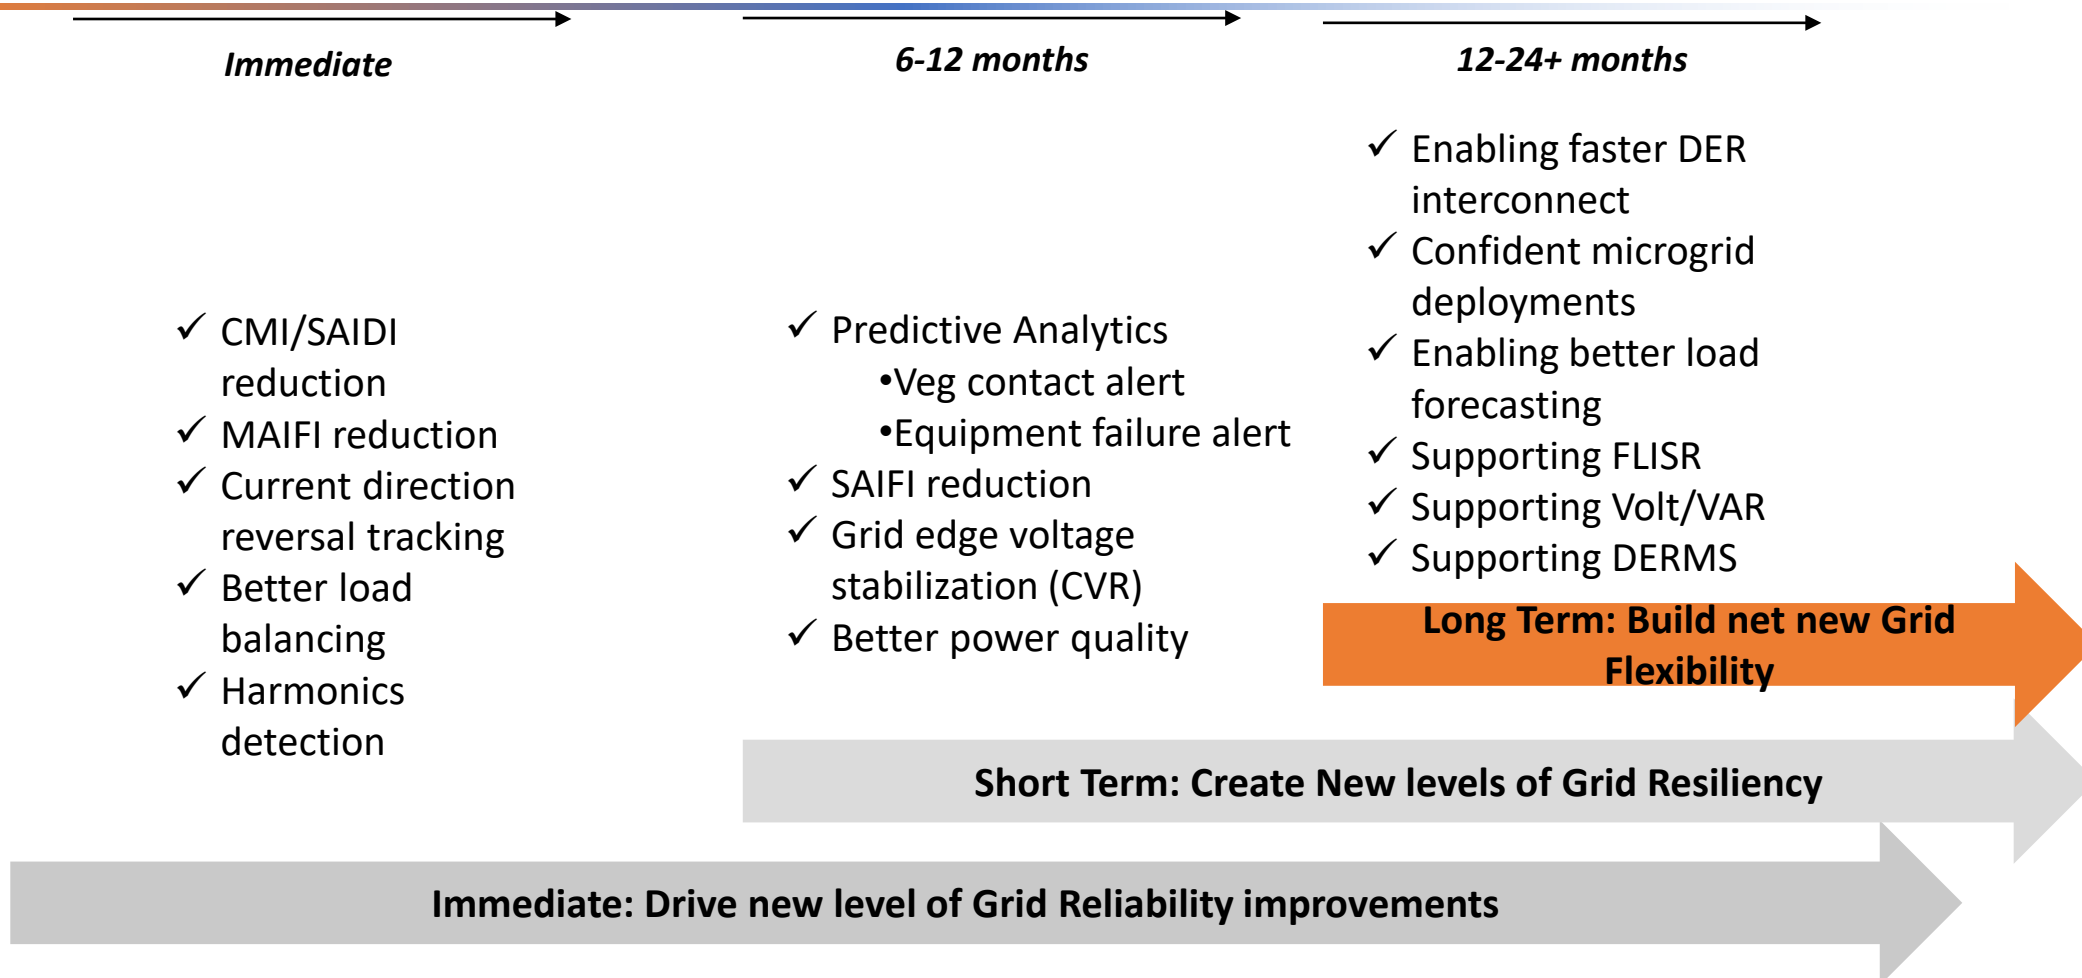 Immediate
6-12 months
12-24+ months
✓ CMI/SAIDI
reduction
✓ MAIFI reduction
✓ Current direction
reversal tracking
✓ Better load
balancing
✓ Harmonics
detection
✓ Predictive Analytics
•Veg contact alert
•Equipment failure alert
✓ SAIFI reduction
✓ Grid edge voltage
stabilization (CVR)
✓ Better power quality
✓ Enabling faster DER
interconnect
✓ Confident microgrid
deployments
✓ Enabling better load
forecasting
✓ Supporting FLISR
✓ Supporting Volt/VAR
✓ Supporting DERMS
Long Term: Build net new Grid
Flexibility
Short Term: Create New levels of Grid Resiliency
Immediate: Drive new level of Grid Reliability improvements